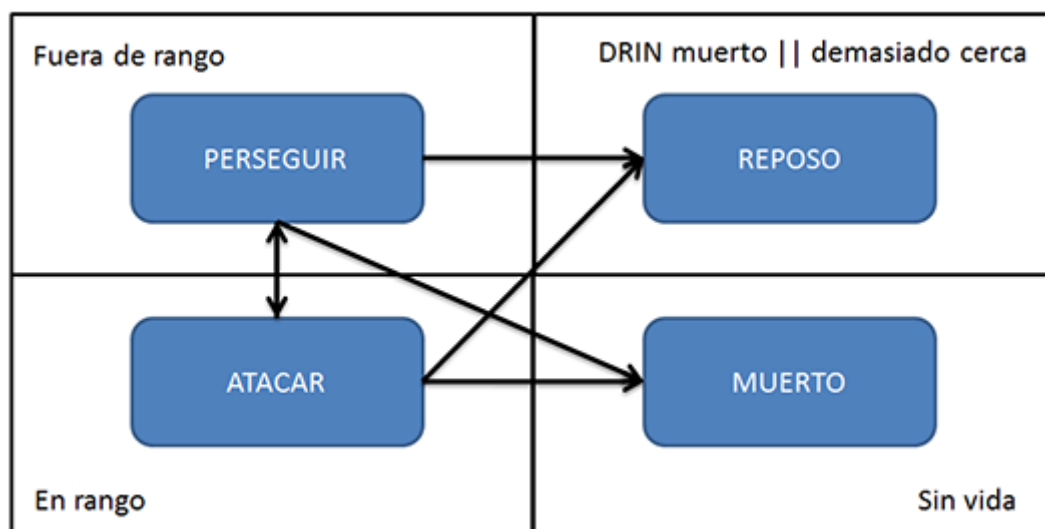 Fuera de rango
DRIN muerto || demasiado cerca
PERSEGUIR
REPOSO
ATACAR
MUERTO
En rango
Sin vida